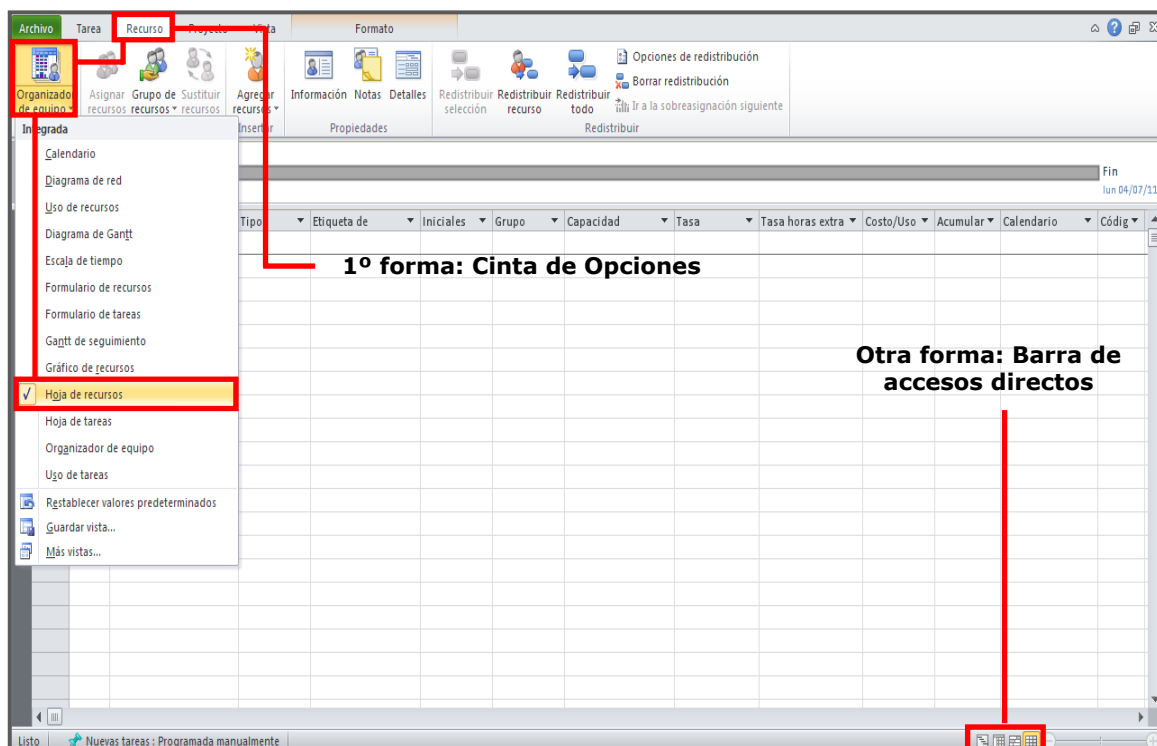 Archivo Tarea Recurso Proyecto Vista Formato
Organizador de equipo
Asignar recursos
Grupo de recursos
Sustituir recursos
Agregar recursos
Información Notas Detalles
Redistribuir selección
Redistribuir recurso
Redistribuir todo
Opciones de redistribución
Borrar redistribución
Ir a la sobreasignación siguiente
Insertar Propiedades Redistribuir
Integrada
Calendario
Diagrama de red
Uso de recursos
Diagrama de Gantt
Escala de tiempo
Formulario de recursos
Formulario de tareas
Gantt de seguimiento
Gráfico de recursos
Hoja de recursos
Hoja de tareas
Organizador de equipo
Uso de tareas
Restablecer valores predeterminados
Guardar vista...
Más vistas...
Fin
lun 04/07/11
Tipo Etiqueta de Iniciales Grupo Capacidad Tasa Tasa horas extra Costo/Uso Acumular Calendario Códig
1º forma: Cinta de Opciones
Otra forma: Barra de
accesos directos
Listo Nuevas tareas : Programada manualmente